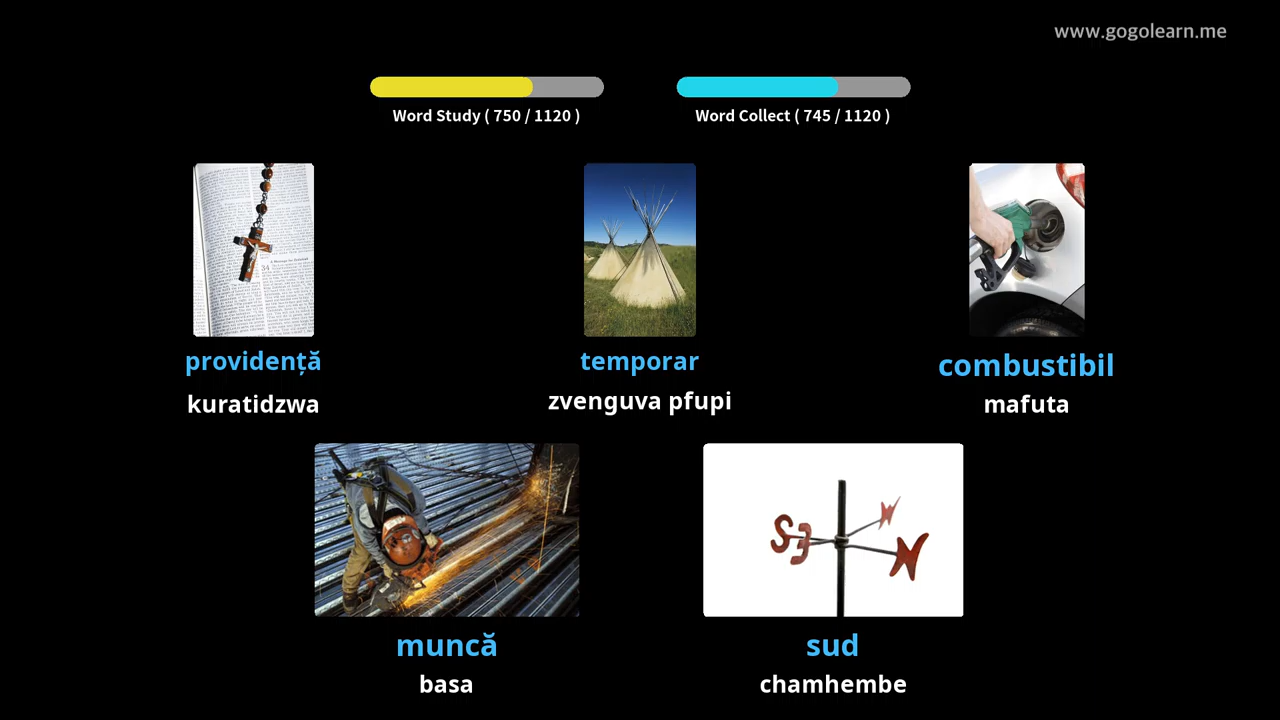 www.gogolearn.me
Word Study ( 750 / 1120 )
Word Collect ( 745 / 1120 )
providență
temporar
combustibil
kuratidzwa
zvenguva pfupi
mafuta
muncă
sud
basa
chamhembe